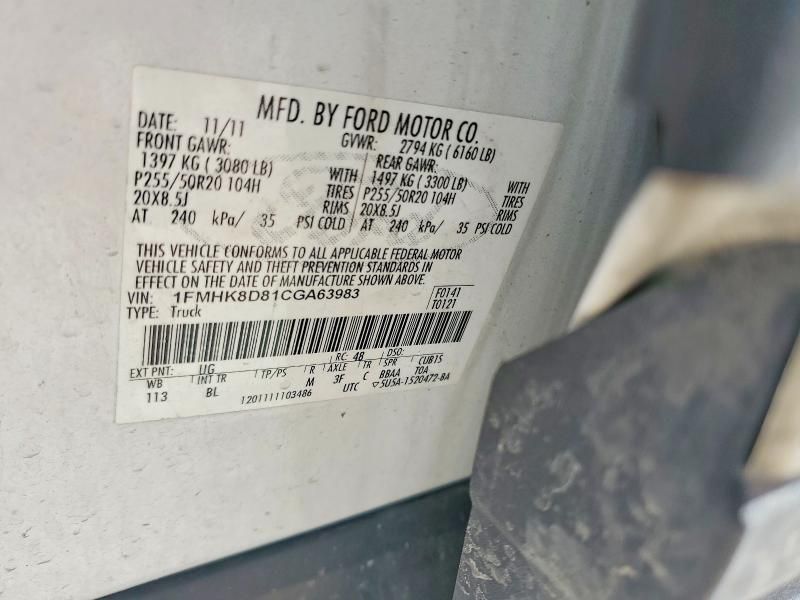 MFD. BY FORD MOTOR CO.
DATE: 11/11 GVWR: 2794 KG ( 6160 LB)
FRONT GAWR: REAR GAWR:
1397 KG ( 3080 LB) WITH 1497 KG ( 3300 LB) WITH
P255/50R20 104H TIRES P255/50R20 104H TIRES
20X8.5J RIMS 20X8.5J RIMS
AT 240 kPa/ 35 PSI COLD AT 240 kPa/ 35 PSI COLD
THIS VEHICLE CONFORMS TO ALL APPLICABLE FEDERAL MOTOR
VEHICLE SAFETY AND THEFT PREVENTION STANDARDS IN
EFFECT ON THE DATE OF MANUFACTURE SHOWN ABOVE.
VIN: 1FMHK8D81CGA63983 F0141
TYPE: Truck T0121
EXT PNT: UG RC: 48 DSO:
WB INT TR TP/PS R AXLE TR SPR CUBTS
113 BL M 3F C BBAA TOA
1201111103486 UTC 5U5A-1520472-BA